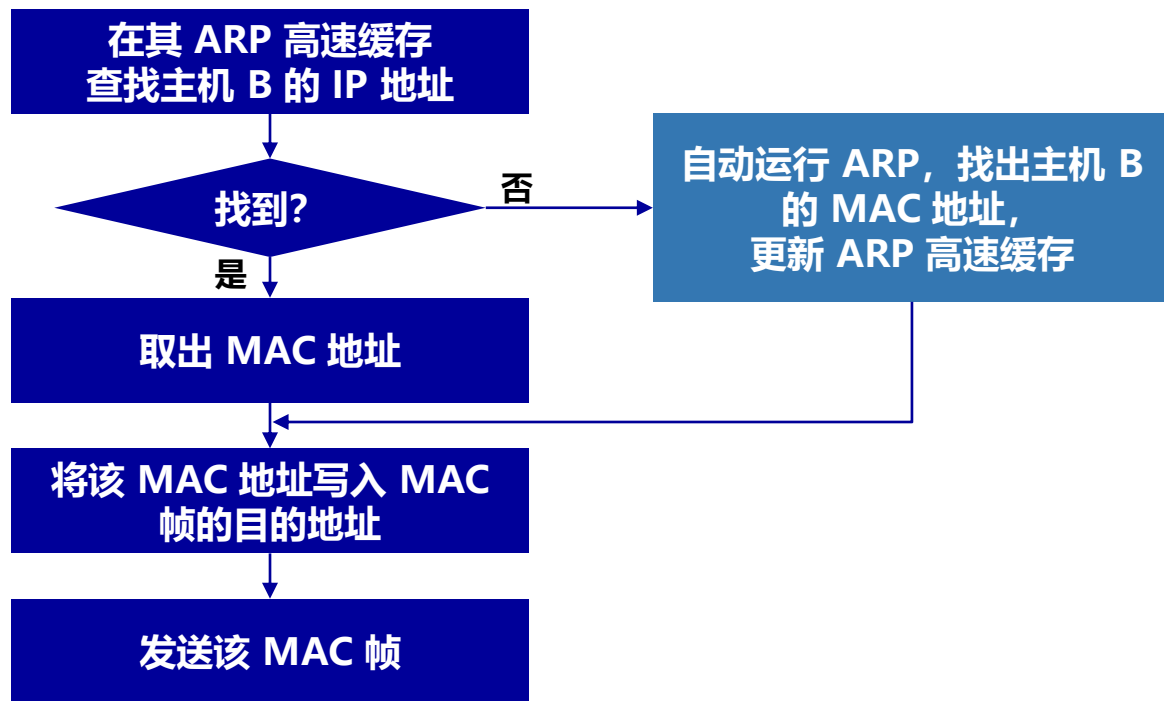 在其 ARP 高速缓存
查找主机 B 的 IP 地址
找到?
否
自动运行 ARP，找出主机 B
的 MAC 地址，
更新 ARP 高速缓存
是
取出 MAC 地址
将该 MAC 地址写入 MAC
帧的目的地址
发送该 MAC 帧